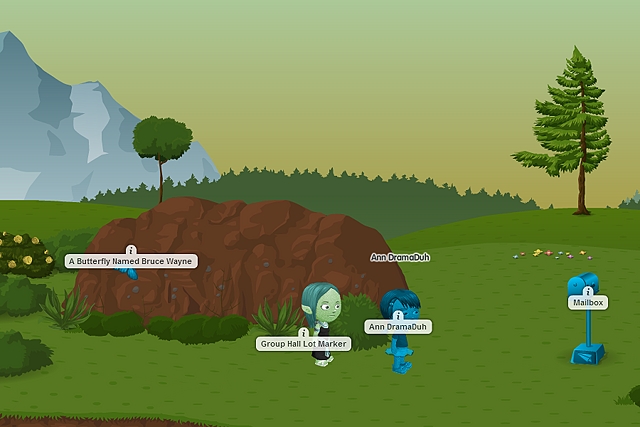 Ann DramaDuh
A Butterfly Named Bruce Wayne
Mailbox
Ann DramaDuh
Group Hall Lot Marker